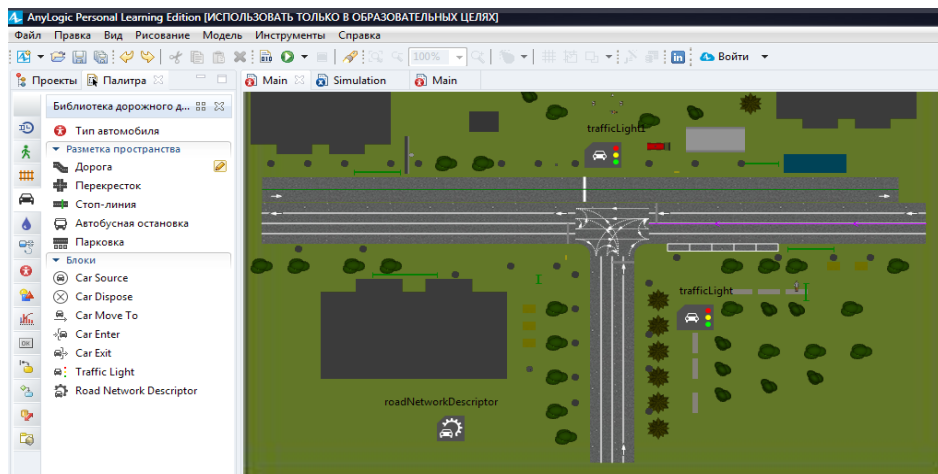 AnyLogic Personal Learning Edition [ИСПОЛЬЗОВАТЬ ТОЛЬКО В ОБРАЗОВАТЕЛЬНЫХ ЦЕЛЯХ]
Файл Правка Вид Рисование Модель Инструменты Справка
100% in Войти
Проекты Палитра Main Simulation Main
Библиотека дорожного д...
Тип автомобиля
Разметка пространства
Дорога
Перекресток
Стоп-линия
Автобусная остановка
Парковка
Блоки
Car Source
Car Dispose
Car Move To
Car Enter
Car Exit
Traffic Light
Road Network Descriptor
trafficLight1
trafficLight
roadNetworkDescriptor
OK